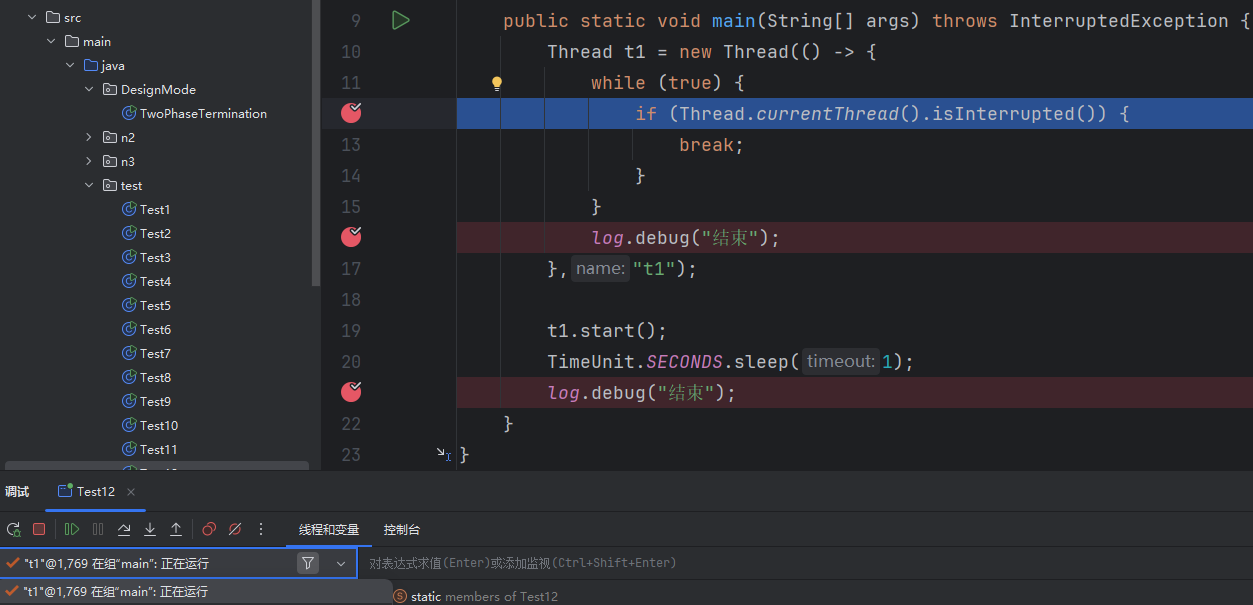 src
main
java
DesignMode
TwoPhaseTermination
n2
n3
test
Test1
Test2
Test3
Test4
Test5
Test6
Test7
Test8
Test9
Test10
Test11
9 public static void main(String[] args) throws InterruptedException {
10 Thread t1 = new Thread(() -> {
11 while (true) {
if (Thread.currentThread().isInterrupted()) {
13 break;
14 }
15 }
log.debug("结束");
17 }, name: "t1");
18
19 t1.start();
20 TimeUnit.SECONDS.sleep( timeout: 1);
log.debug("结束");
22 }
23 }
调试 Test12
线程和变量 控制台
"t1"@1,769 在组"main": 正在运行 对表达式求值(Enter)或添加监视(Ctrl+Shift+Enter)
"t1"@1,769 在组"main": 正在运行
static members of Test12